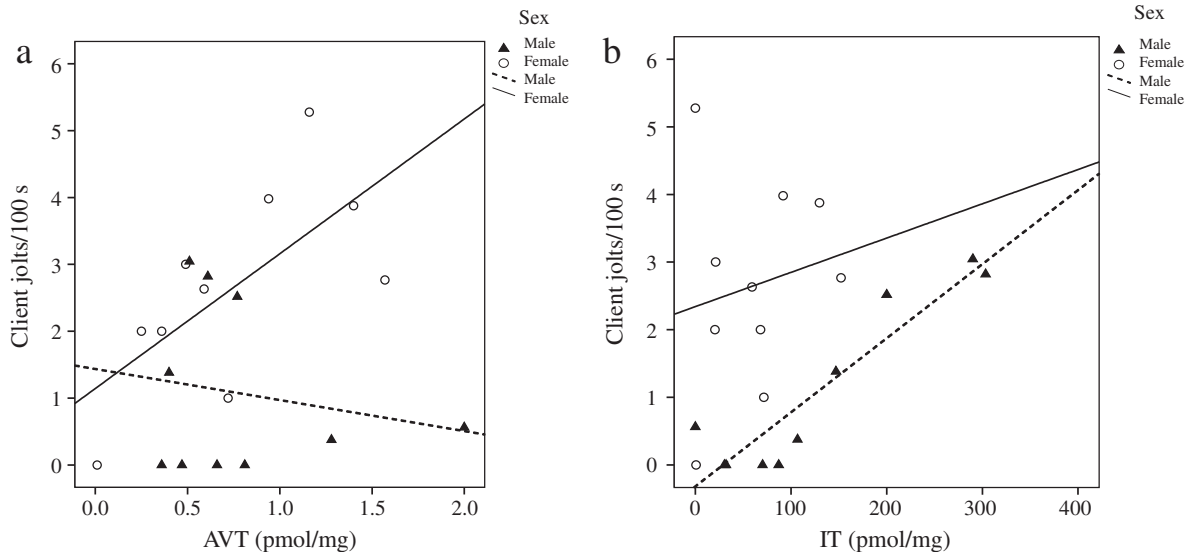 a
Sex
Male
Female
Male
Female
6
5
4
3
2
1
0
Client jolts/100 s
0.0 0.5 1.0 1.5 2.0
AVT (pmol/mg)
b
Sex
Male
Female
Male
Female
6
5
4
3
2
1
0
Client jolts/100 s
0 100 200 300 400
IT (pmol/mg)